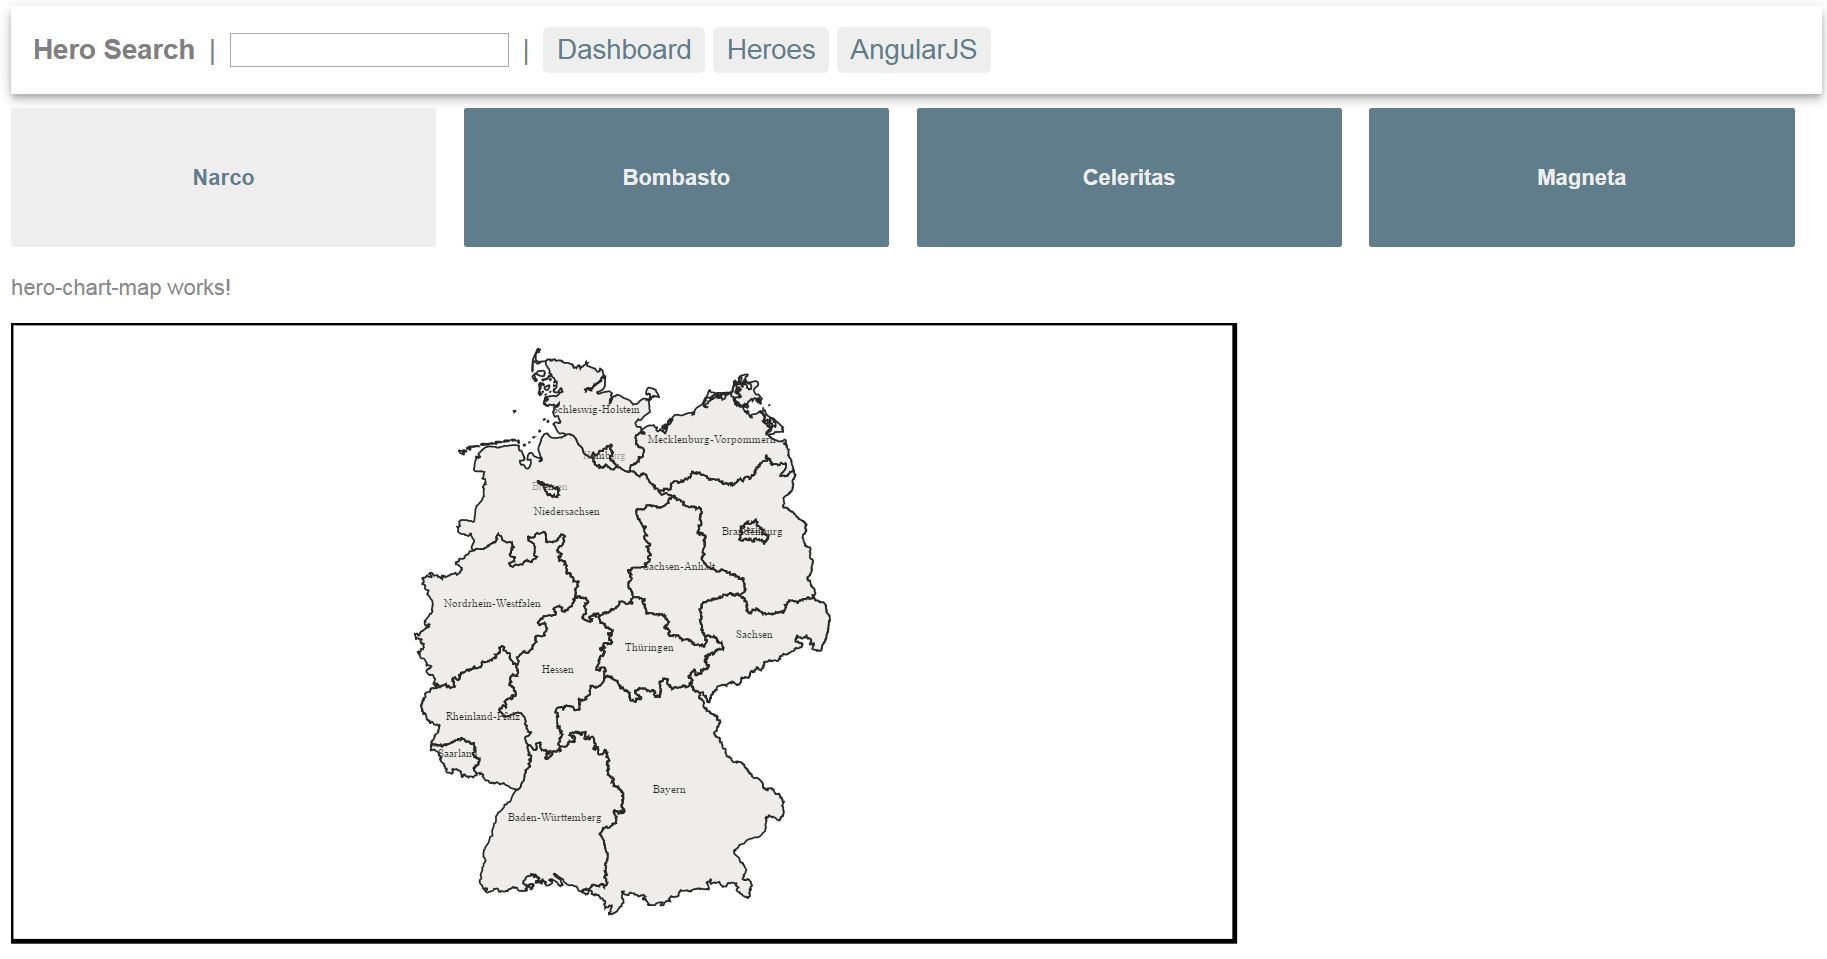 Hero Search | | Dashboard Heroes AngularJS
Narco Bombasto Celeritas Magneta
hero-chart-map works!
Schleswig-Holstein
Mecklenburg-Vorpommern
Hamburg
Bremen
Niedersachsen
Brandenburg
Sachsen-Anhalt
Nordrhein-Westfalen
Sachsen
Thüringen
Hessen
Rheinland-Pfalz
Saarland
Bayern
Baden-Württemberg